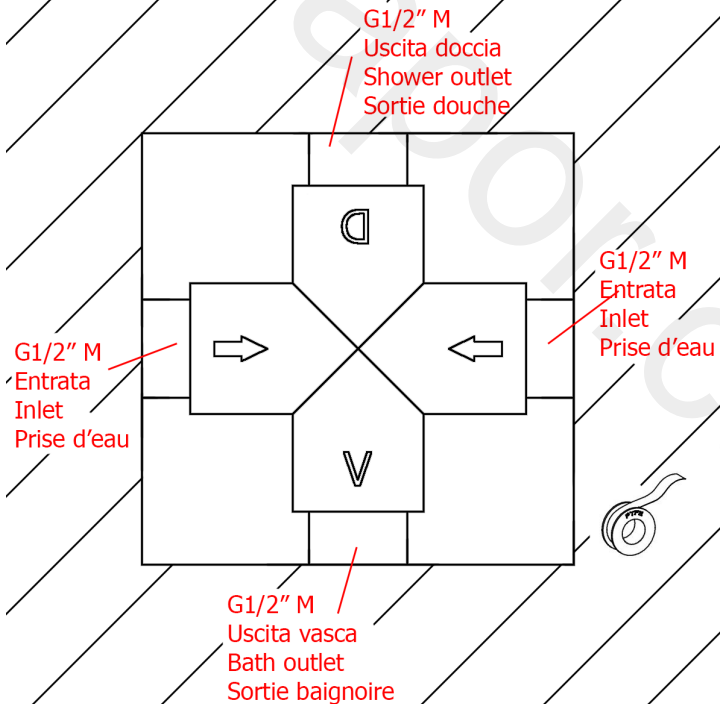 G1/2” M
Uscita doccia
Shower outlet
Sortie douche
D
G1/2” M
Entrata
Inlet
Prise d’eau
G1/2” M
Entrata
Inlet
Prise d’eau
V
PTFE
G1/2” M
Uscita vasca
Bath outlet
Sortie baignoire